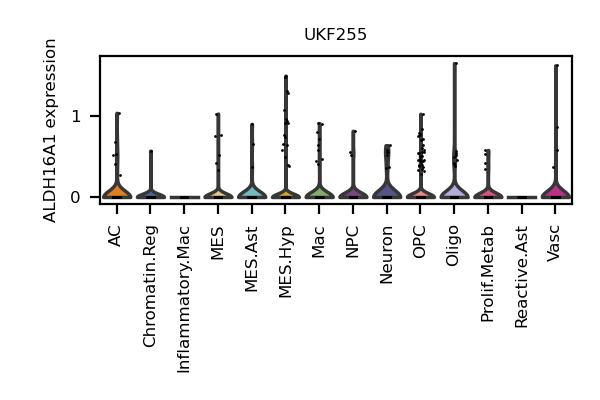 UKF255
ALDH16A1 expression
1
0
AC
Chromatin.Reg
Inflammatory.Mac
MES
MES.Ast
MES.Hyp
Mac
NPC
Neuron
OPC
Oligo
Prolif.Metab
Reactive.Ast
Vasc